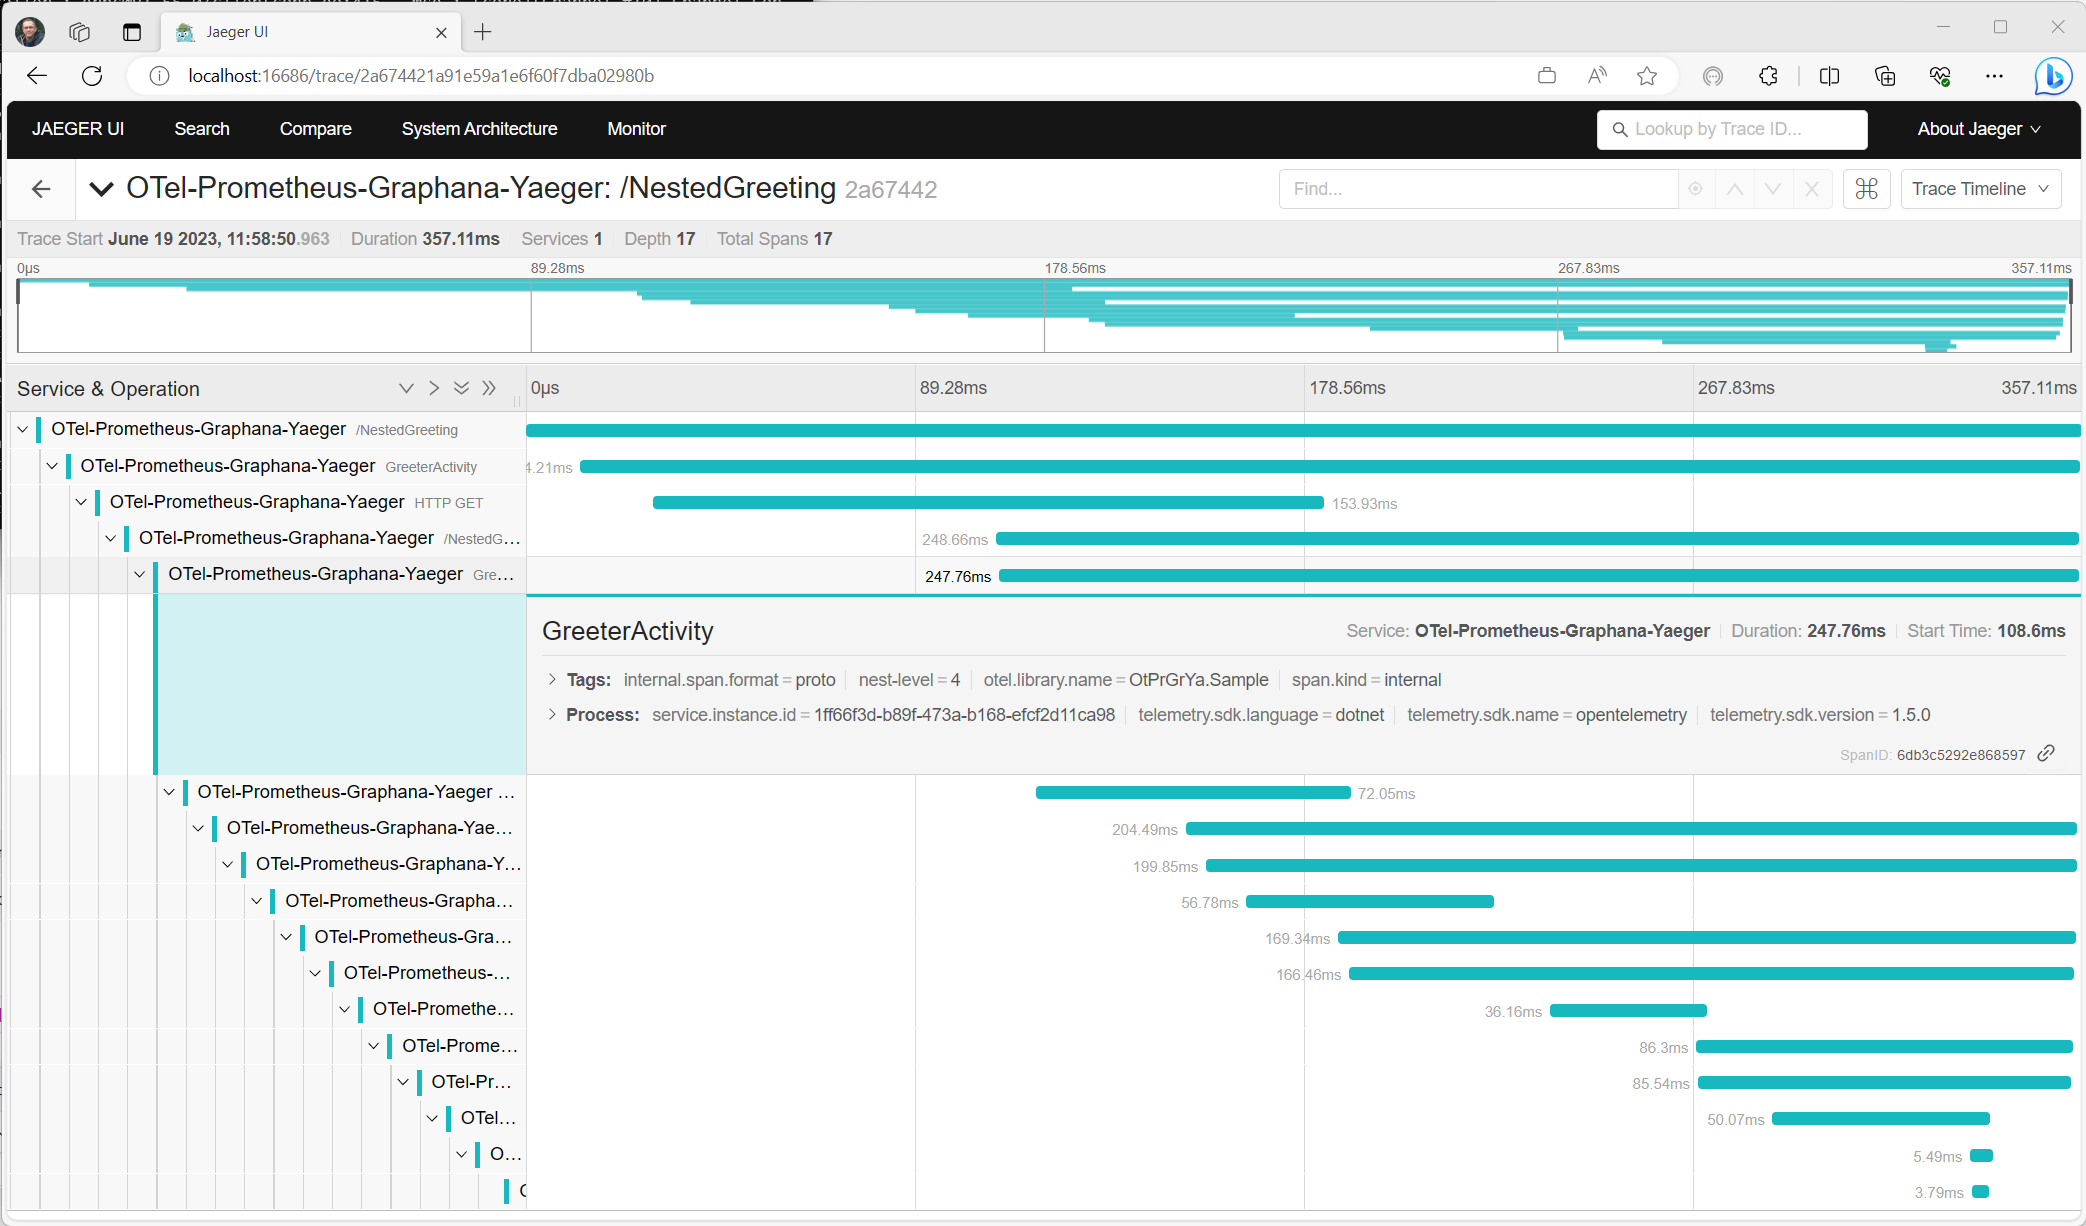 Jaeger UI
localhost:16686/trace/2a674421a91e59a1e6f60f7dba02980b
JAEGER UI Search Compare System Architecture Monitor Lookup by Trace ID... About Jaeger
OTel-Prometheus-Graphana-Yaeger: /NestedGreeting 2a67442 Find... Trace Timeline
Trace Start June 19 2023, 11:58:50.963 Duration 357.11ms Services 1 Depth 17 Total Spans 17
0μs 89.28ms 178.56ms 267.83ms 357.11ms
Service & Operation 0μs 89.28ms 178.56ms 267.83ms 357.11ms
OTel-Prometheus-Graphana-Yaeger /NestedGreeting
OTel-Prometheus-Graphana-Yaeger GreeterActivity 4.21ms
OTel-Prometheus-Graphana-Yaeger HTTP GET 153.93ms
OTel-Prometheus-Graphana-Yaeger /NestedG... 248.66ms
OTel-Prometheus-Graphana-Yaeger Gre... 247.76ms
GreeterActivity Service: OTel-Prometheus-Graphana-Yaeger Duration: 247.76ms Start Time: 108.6ms
Tags: internal.span.format = proto nest-level = 4 otel.library.name = OtPrGrYa.Sample span.kind = internal
Process: service.instance.id = 1ff66f3d-b89f-473a-b168-efcf2d11ca98 telemetry.sdk.language = dotnet telemetry.sdk.name = opentelemetry telemetry.sdk.version = 1.5.0
SpanID: 6db3c5292e868597
OTel-Prometheus-Graphana-Yaeger ... 72.05ms
OTel-Prometheus-Graphana-Yae... 204.49ms
OTel-Prometheus-Graphana-Y... 199.85ms
OTel-Prometheus-Grapha... 56.78ms
OTel-Prometheus-Gra... 169.34ms
OTel-Prometheus-... 166.46ms
OTel-Promethe... 36.16ms
OTel-Prome... 86.3ms
OTel-Pr... 85.54ms
OTel... 50.07ms
O... 5.49ms
3.79ms